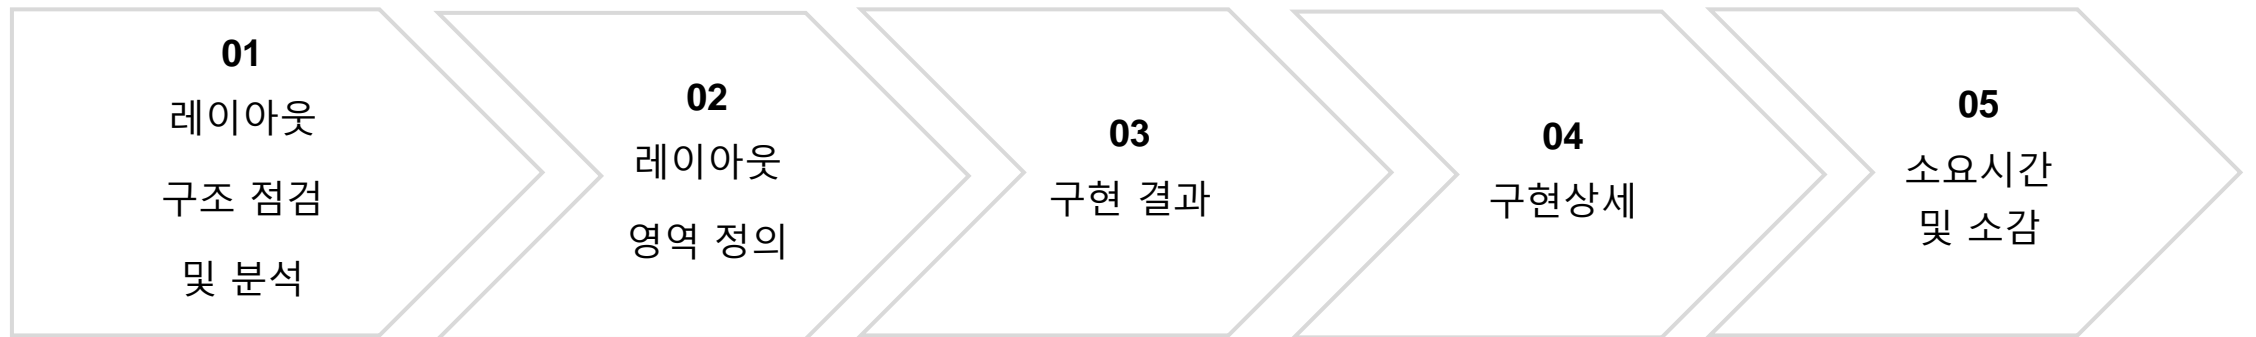 01
레이아웃
구조 점검
및 분석
02
레이아웃
영역 정의
03
구현 결과
04
구현상세
05
소요시간
및 소감